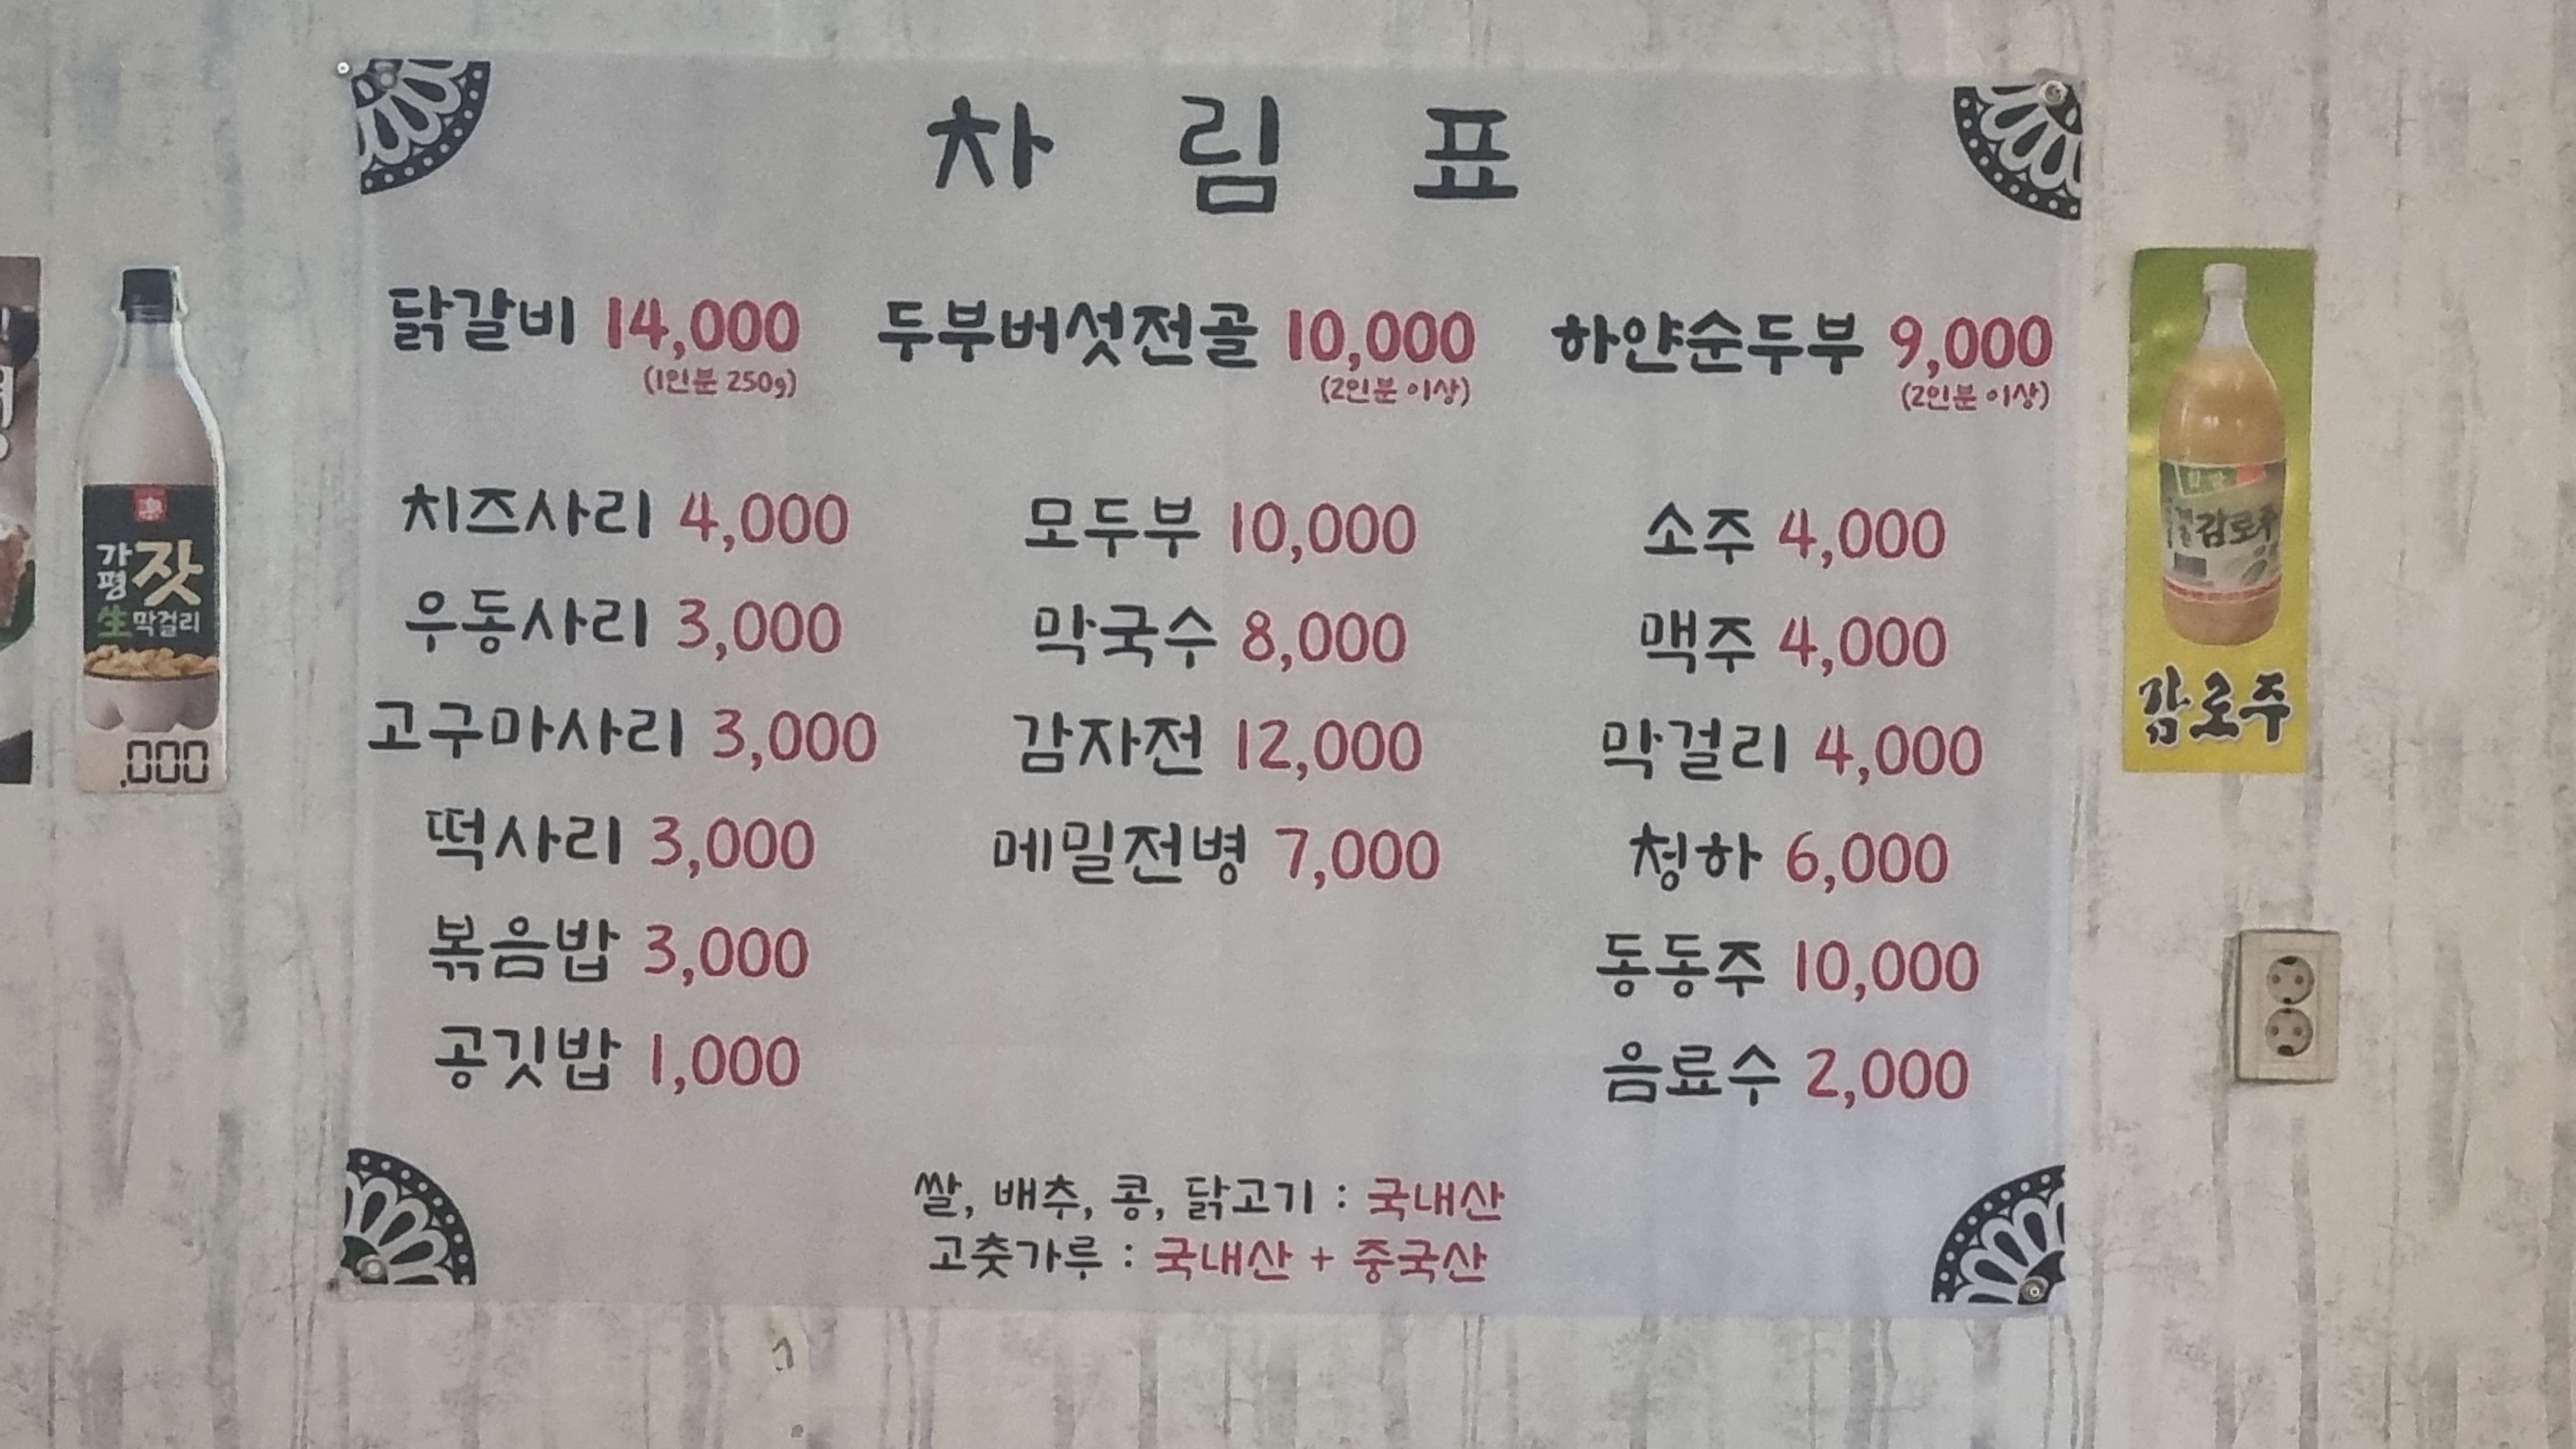 차림표
닭갈비 14,000
(1인분 250g)
두부버섯전골 10,000
(2인분 이상)
하얀순두부 9,000
(2인분 이상)
치즈사리 4,000
우동사리 3,000
고구마사리 3,000
떡사리 3,000
볶음밥 3,000
공깃밥 1,000
모두부 10,000
막국수 8,000
감자전 12,000
메밀전병 7,000
소주 4,000
맥주 4,000
막걸리 4,000
청하 6,000
동동주 10,000
음료수 2,000
쌀, 배추, 콩, 닭고기 : 국내산
고춧가루 : 국내산 + 중국산
가평 잣
生막걸리
,000
감로주
감로주